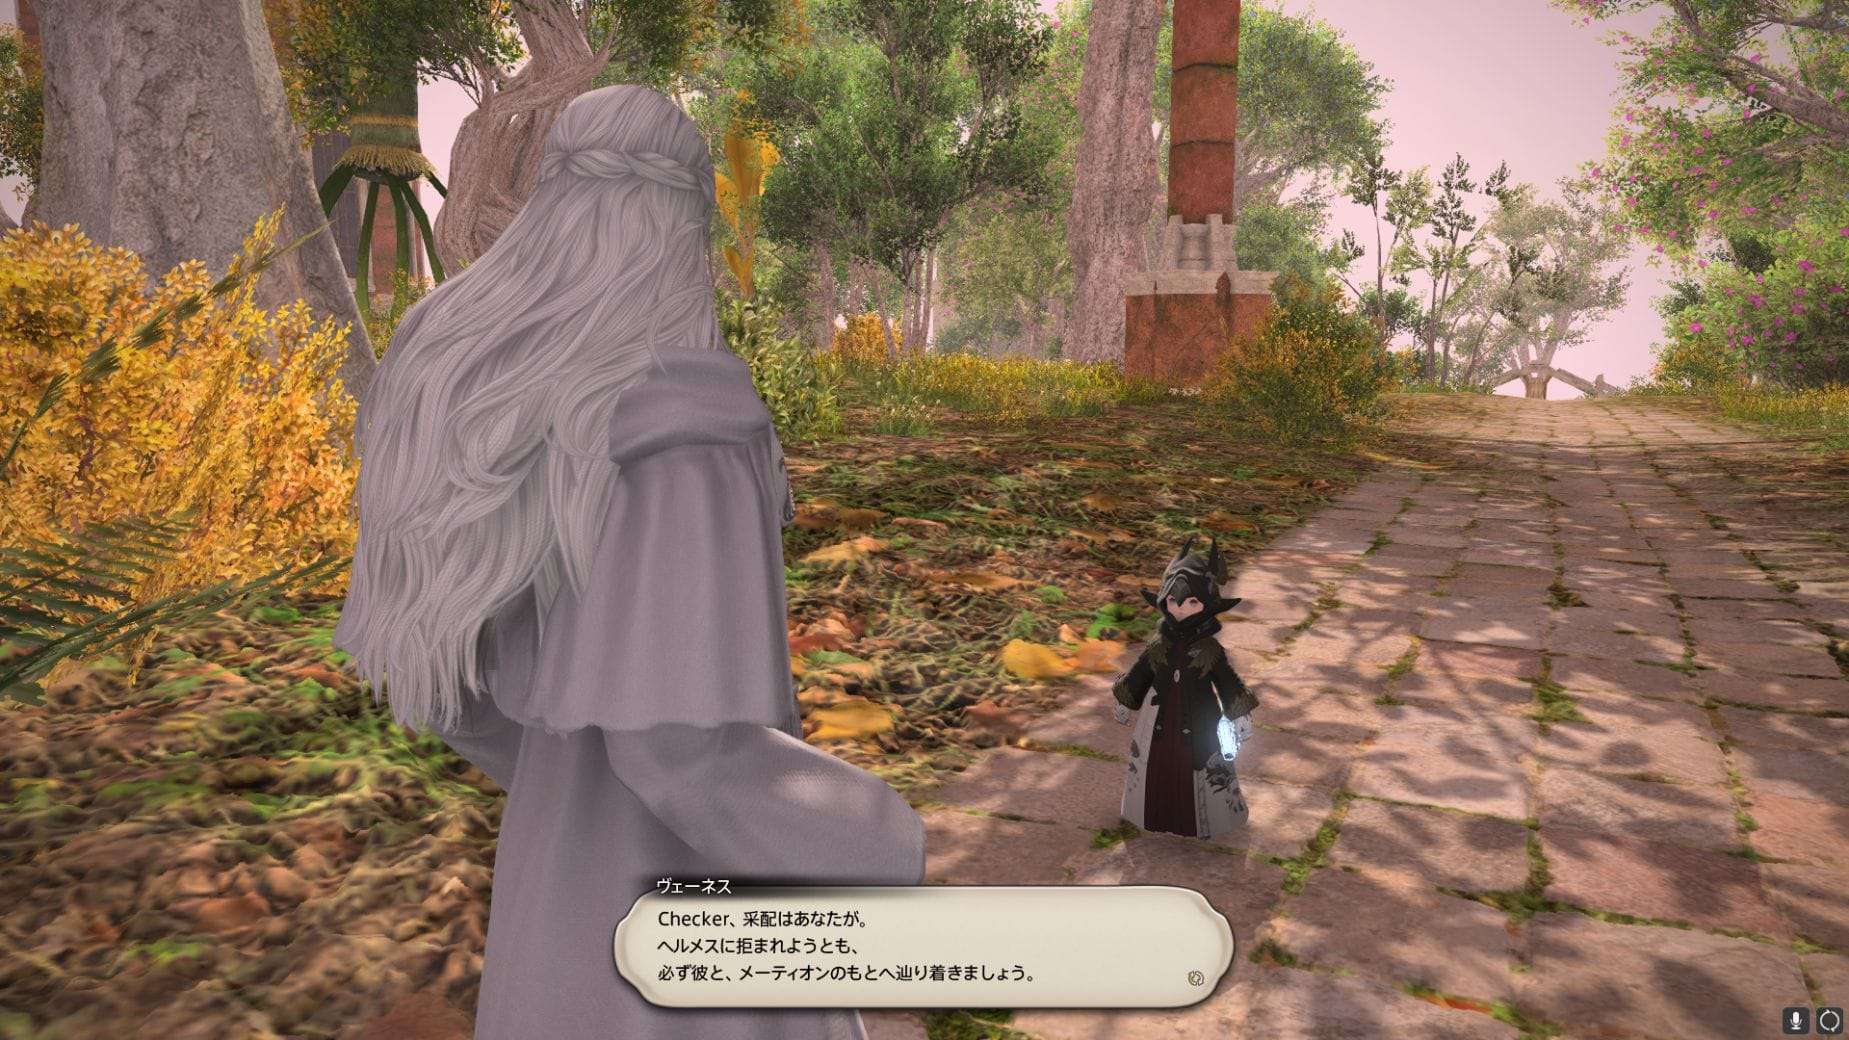 ヴェーネス
Checker、采配はあなたが。
ヘルメスに拒まれようとも、
必ず彼と、メーティオンのもとへ辿り着きましょう。